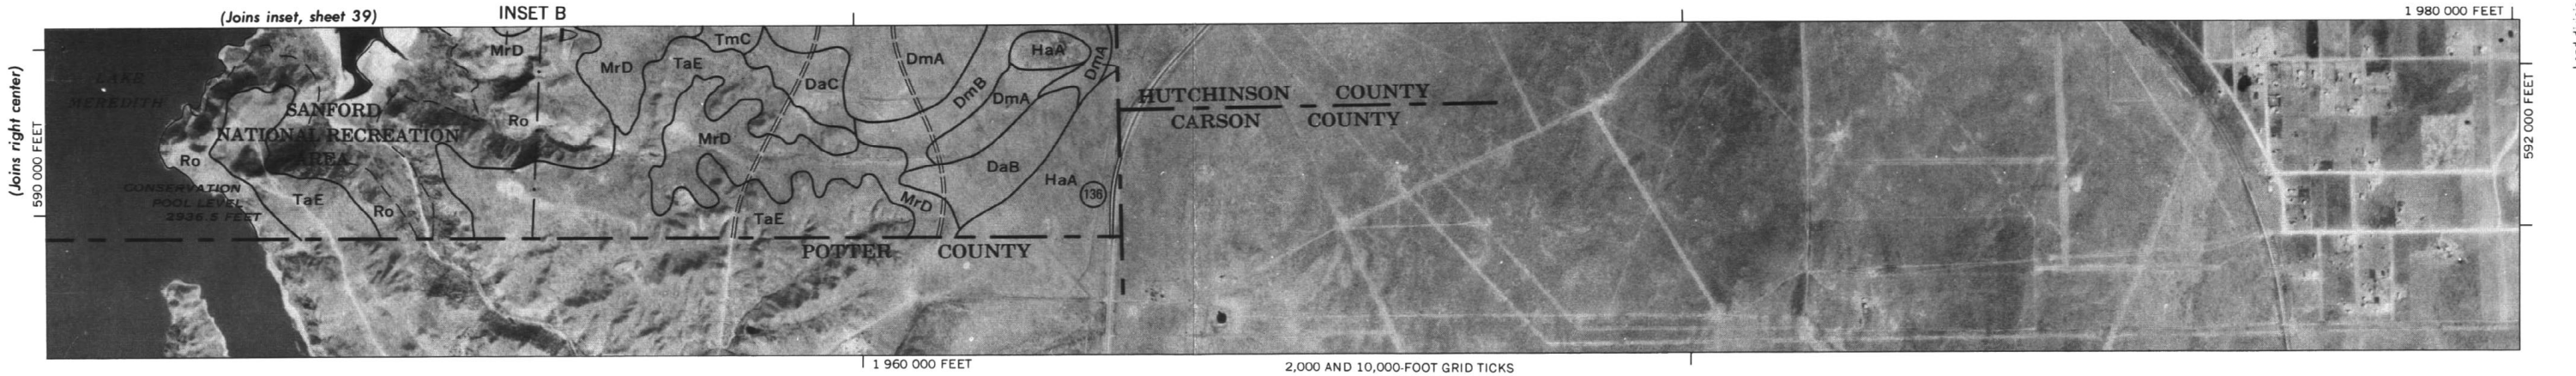 (Joins inset, sheet 39)
INSET B
1 980 000 FEET
(Joins right center)
590 000 FEET
LAKE
MEREDITH
SANFORD
NATIONAL RECREATION
AREA
CONSERVATION
POOL LEVEL
2936.5 FEET
Ro
TaE
Ro
MrD
Ro
MrD
TaE
TmC
MrD
TaE
DaC
DmA
DmB
HaA
DmA
DmA
DaB
MrD
HaA
136
HUTCHINSON COUNTY
CARSON COUNTY
POTTER COUNTY
592 000 FEET
1 960 000 FEET
2,000 AND 10,000-FOOT GRID TICKS